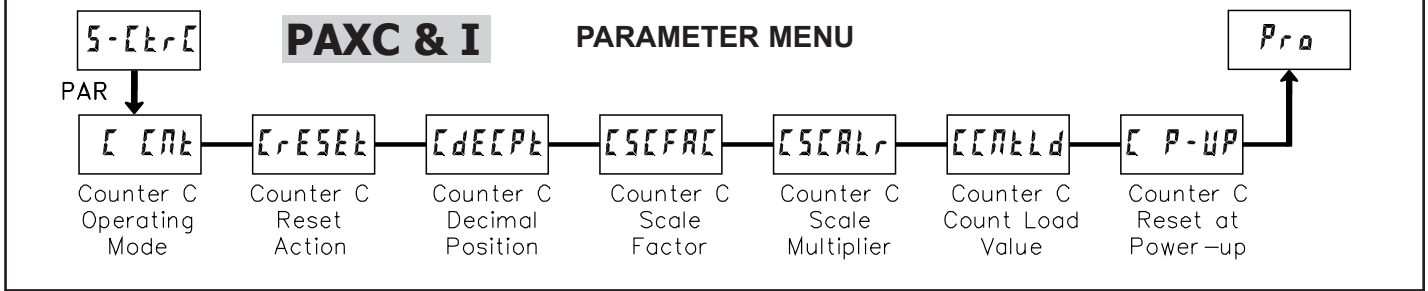 5-CtrC
PAXC & I
PARAMETER MENU
Pro
PAR
C Cnt
CrESEt
CdECPt
CSCFAC
CSCALr
CCntLd
C P-UP
Counter C
Operating
Mode
Counter C
Reset
Action
Counter C
Decimal
Position
Counter C
Scale
Factor
Counter C
Scale
Multiplier
Counter C
Count Load
Value
Counter C
Reset at
Power-up